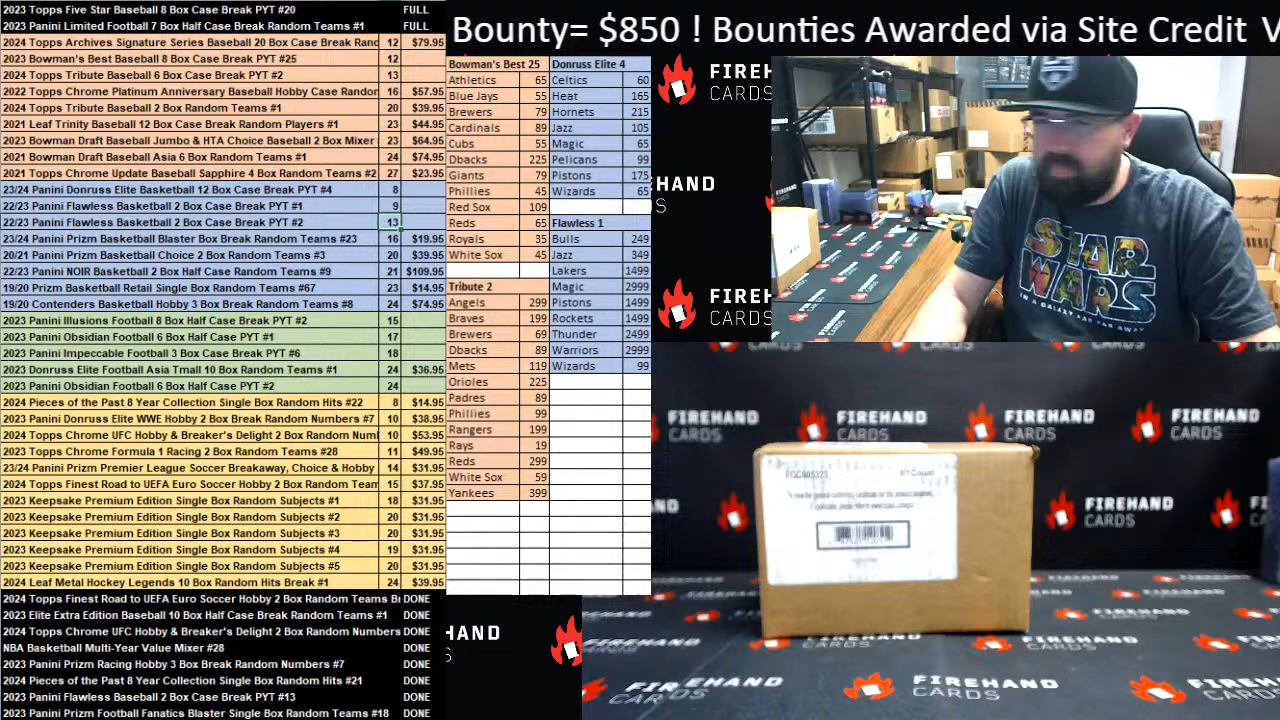 Bounty= $850 ! Bounties Awarded via Site Credit V
2023 Topps Five Star Baseball 8 Box Case Break PYT #20 FULL
2023 Panini Limited Football 7 Box Half Case Break Random Teams #1 FULL
2024 Topps Archives Signature Series Baseball 20 Box Case Break Rand 12 $79.95
2023 Bowman's Best Baseball 8 Box Case Break PYT #25 12
2024 Topps Tribute Baseball 6 Box Case Break PYT #2 13
2022 Topps Chrome Platinum Anniversary Baseball Hobby Case Randon 16 $57.95
2024 Topps Tribute Baseball 2 Box Random Teams #1 20 $39.95
2021 Leaf Trinity Baseball 12 Box Case Break Random Players #1 23 $44.95
2023 Bowman Draft Baseball Jumbo & HTA Choice Baseball 2 Box Mixer 23 $64.95
2021 Bowman Draft Baseball Asia 6 Box Random Teams #1 24 $74.95
2021 Topps Chrome Update Baseball Sapphire 4 Box Random Teams #2 27 $23.95
23/24 Panini Donruss Elite Basketball 12 Box Case Break PYT #4 8
22/23 Panini Flawless Basketball 2 Box Case Break PYT #1 9
22/23 Panini Flawless Basketball 2 Box Case Break PYT #2 13
23/24 Panini Prizm Basketball Blaster Box Break Random Teams #23 16 $19.95
20/21 Panini Prizm Basketball Choice 2 Box Random Teams #3 20 $39.95
22/23 Panini NOIR Basketball 2 Box Half Case Random Teams #9 21 $109.95
19/20 Prizm Basketball Retail Single Box Random Teams #67 23 $14.95
19/20 Contenders Basketball Hobby 3 Box Break Random Teams #8 24 $74.95
2023 Panini Illusions Football 8 Box Half Case Break PYT #2 15
2023 Panini Obsidian Football 6 Box Half Case PYT #1 17
2023 Panini Impeccable Football 3 Box Case Break PYT #6 18
2023 Donruss Elite Football Asia Tmall 10 Box Random Teams #1 24 $36.95
2023 Panini Obsidian Football 6 Box Half Case PYT #2 24
2024 Pieces of the Past 8 Year Collection Single Box Random Hits #22 8 $14.95
2023 Panini Donruss Elite WWE Hobby 2 Box Break Random Numbers #7 10 $38.95
2024 Topps Chrome UFC Hobby & Breaker's Delight 2 Box Random Numl 10 $53.95
2024 Topps Chrome Formula 1 Racing 2 Box Random Teams #28 11 $49.95
23/24 Panini Prizm Premier League Soccer Breakaway, Choice & Hobby 14 $31.95
2024 Topps Finest Road to UEFA Euro Soccer Hobby 2 Box Random Team 15 $37.95
2023 Keepsake Premium Edition Single Box Random Subjects #1 18 $31.95
2023 Keepsake Premium Edition Single Box Random Subjects #2 20 $31.95
2023 Keepsake Premium Edition Single Box Random Subjects #3 20 $31.95
2023 Keepsake Premium Edition Single Box Random Subjects #4 19 $31.95
2023 Keepsake Premium Edition Single Box Random Subjects #5 20 $31.95
2024 Leaf Metal Hockey Legends 10 Box Random Hits Break #1 24 $39.95
2024 Topps Finest Road to UEFA Euro Soccer Hobby 2 Box Random Teams Br DONE
2023 Elite Extra Edition Baseball 10 Box Half Case Break Random Teams #1 DONE
2024 Topps Chrome UFC Hobby & Breaker's Delight 2 Box Random Numbers DONE
NBA Basketball Multi-Year Value Mixer #28 DONE
2023 Panini Prizm Racing Hobby 3 Box Break Random Numbers #7 DONE
2024 Pieces of the Past 8 Year Collection Single Box Random Hits #21 DONE
2023 Panini Flawless Baseball 2 Box Case Break PYT #13 DONE
2023 Panini Prizm Football Fanatics Blaster Single Box Random Teams #18 DONE
Bowman's Best 25
Athletics 65
Blue Jays 55
Brewers 79
Cardinals 89
Cubs 55
Dbacks 225
Giants 79
Phillies 45
Red Sox 109
Reds 65
Royals 35
White Sox 45
Tribute 2
Angels 299
Braves 199
Brewers 69
Dbacks 89
Mets 119
Orioles 225
Padres 89
Phillies 99
Rangers 199
Rays 19
Reds 299
White Sox 59
Yankees 399
Donruss Elite 4
Celtics 60
Heat 165
Hornets 215
Jazz 105
Magic 65
Pelicans 99
Pistons 175
Wizards 65
Flawless 1
Bulls 249
Jazz 349
Lakers 1499
Magic 2999
Pistons 1499
Rockets 1499
Thunder 2499
Warriors 2999
Wizards 99
FIREH
CARDS
HAND
FIREH
CARDS
HAND
STAR
WARS
IN A GALAXY FAR FAR AWAY
FIREHAND
CARDS
FIREHAND
CARDS
FIREHAND
CARDS
FIREHAND
CARDS
FIREHAND
CARDS
FIREHAND
CARDS